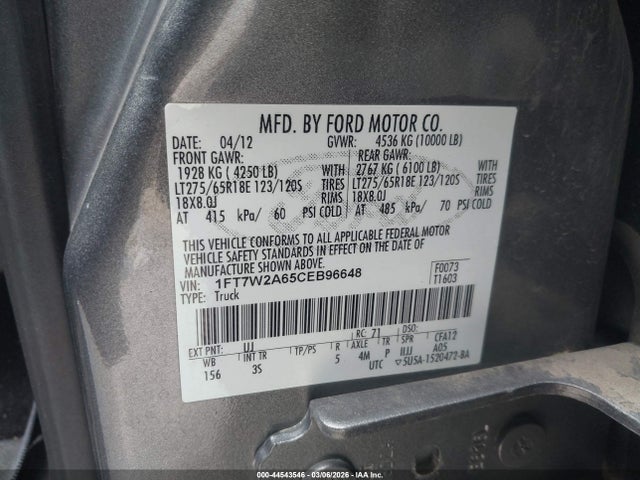 MFD. BY FORD MOTOR CO.
DATE: 04/12 GVWR: 4536 KG (10000 LB)
FRONT GAWR: REAR GAWR:
1928 KG ( 4250 LB) WITH 2767 KG ( 6100 LB) WITH
LT275/65R18E 123/120S TIRES LT275/65R18E 123/120S TIRES
18X8.0J RIMS 18X8.0J RIMS
AT 415 kPa/ 60 PSI COLD AT 485 kPa/ 70 PSI COLD
THIS VEHICLE CONFORMS TO ALL APPLICABLE FEDERAL MOTOR
VEHICLE SAFETY STANDARDS IN EFFECT ON THE DATE OF
MANUFACTURE SHOWN ABOVE.
VIN: 1FT7W2A65CEB96648 F0073
TYPE: Truck T1603
EXT PNT: UJ RC: 71 DSO:
WB INT TR TP/PS R AXLE TR SPR CFA12
156 3S 5 4M P IIJJ A05
UTC 5U5A-1520472-BA
000-44543546 - 03/06/2026 - IAA Holdings, LLC